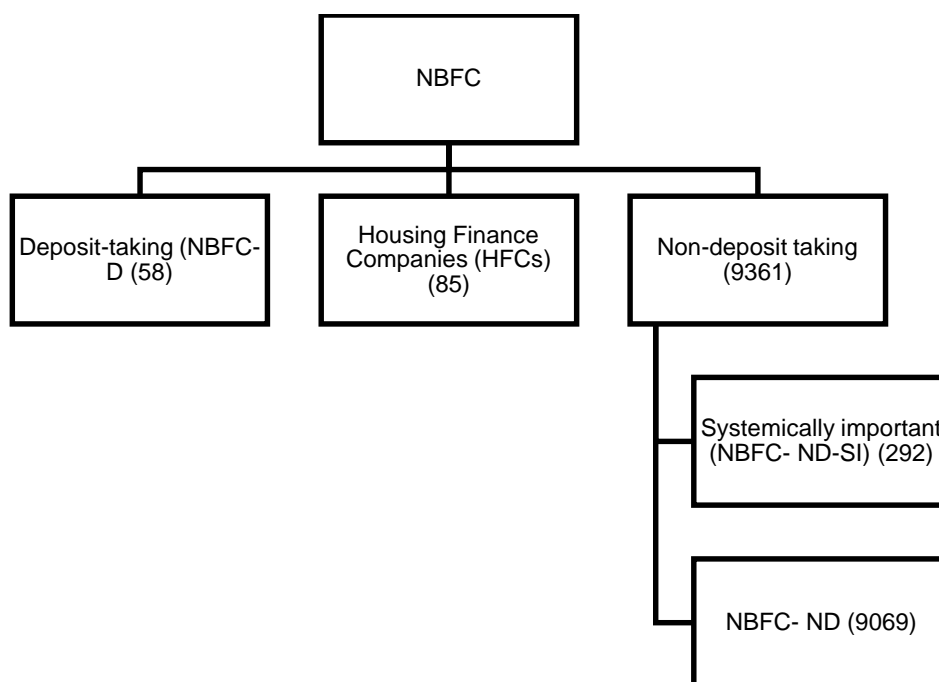 NBFC
Deposit-taking (NBFC-
D (58)
Housing Finance
Companies (HFCs)
(85)
Non-deposit taking
(9361)
Systemically important
(NBFC- ND-SI) (292)
NBFC- ND (9069)